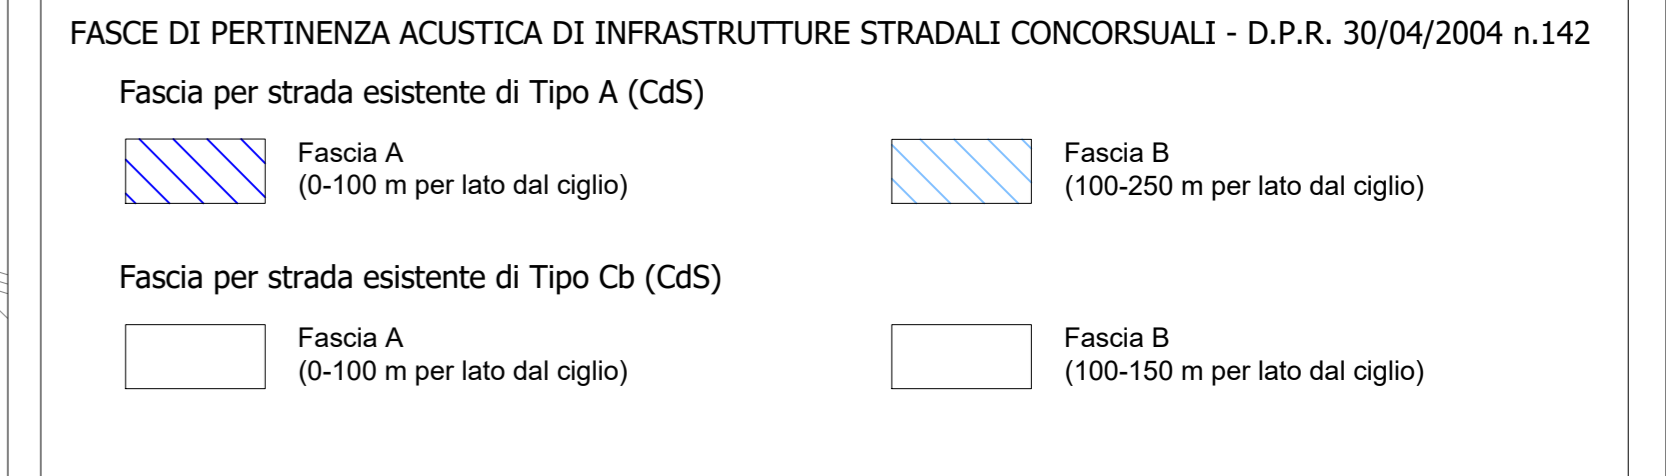 FASCE DI PERTINENZA ACUSTICA DI INFRASTRUTTURE STRADALI CONCORSUALI - D.P.R. 30/04/2004 n.142
Fascia per strada esistente di Tipo A (CdS)
Fascia A
(0-100 m per lato dal ciglio)
Fascia B
(100-250 m per lato dal ciglio)
Fascia per strada esistente di Tipo Cb (CdS)
Fascia A
(0-100 m per lato dal ciglio)
Fascia B
(100-150 m per lato dal ciglio)